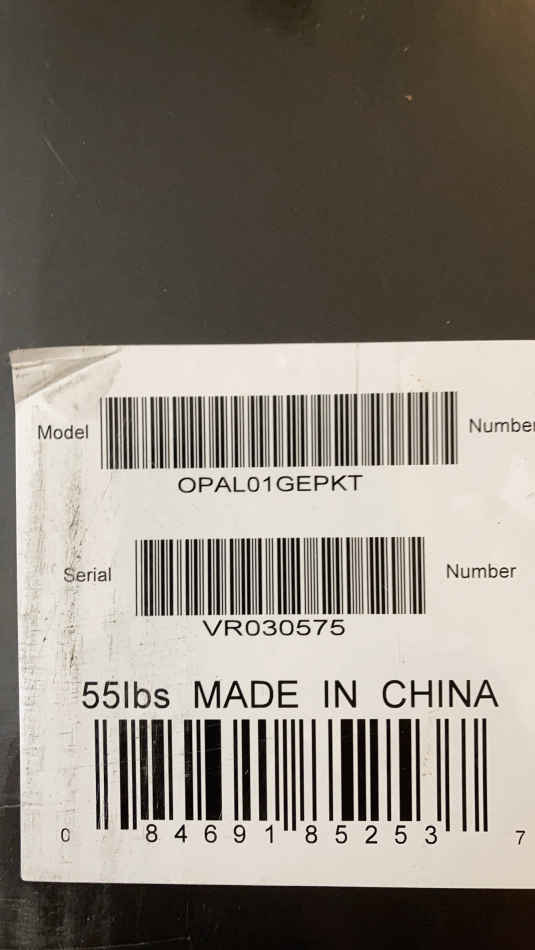 Model Number
OPAL01GEPKT
Serial Number
VR030575
55lbs MADE IN CHINA
0 84691 85253 7